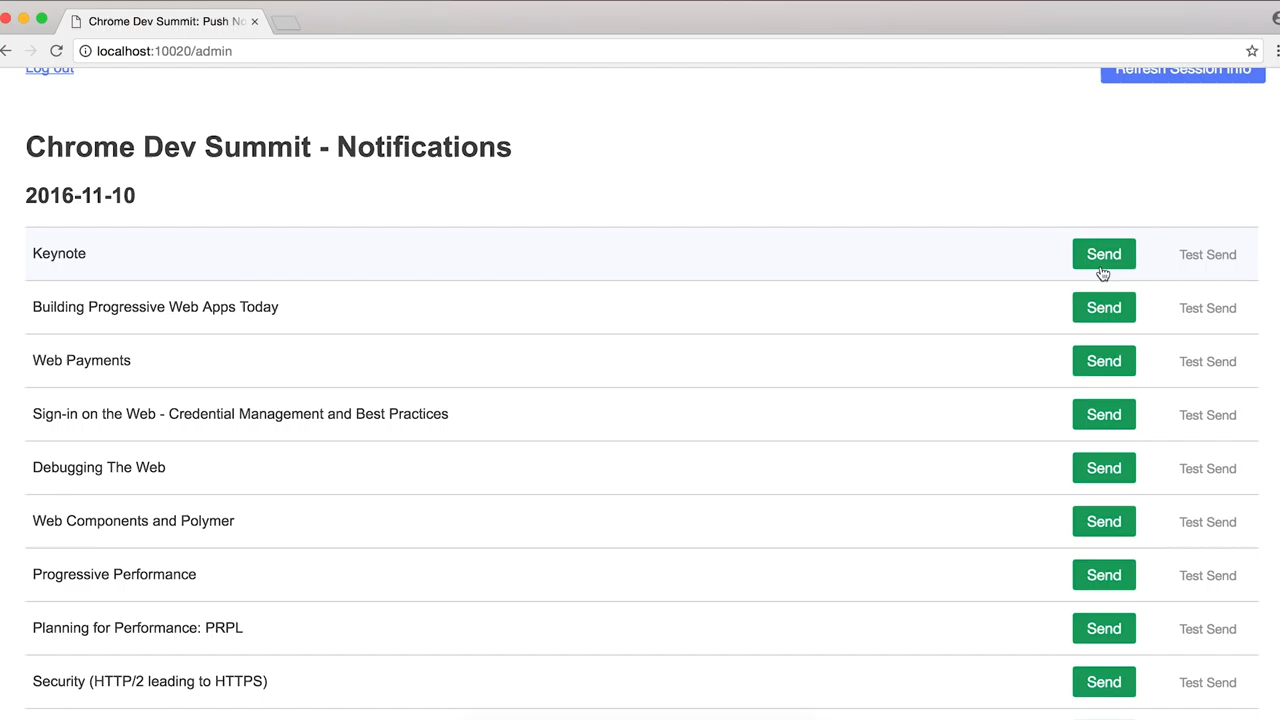 Chrome Dev Summit: Push No
localhost:10020/admin
Log out
Refresh Session Info
Chrome Dev Summit - Notifications
2016-11-10
Keynote Send Test Send
Building Progressive Web Apps Today Send Test Send
Web Payments Send Test Send
Sign-in on the Web - Credential Management and Best Practices Send Test Send
Debugging The Web Send Test Send
Web Components and Polymer Send Test Send
Progressive Performance Send Test Send
Planning for Performance: PRPL Send Test Send
Security (HTTP/2 leading to HTTPS) Send Test Send